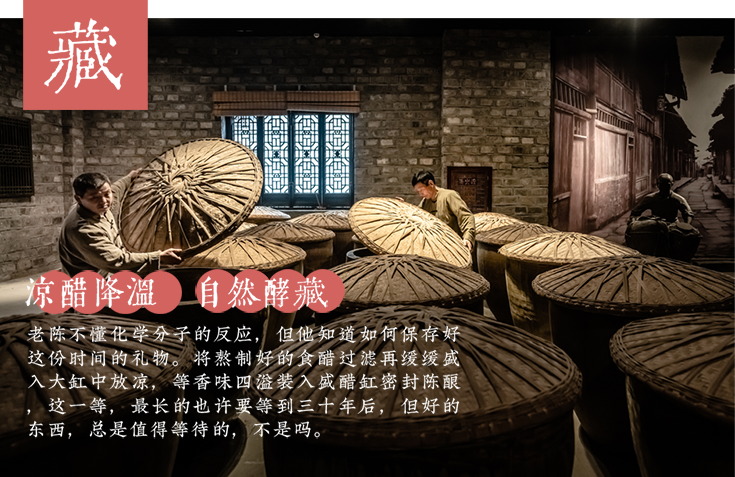 藏
凉醋降溫 自然酵藏
老陈不懂化学分子的反应，但他知道如何保存好
这份时间的礼物。将熬制好的食醋过滤再缓缓盛
入大缸中放凉，等香味四溢装入盛醋缸密封陈酿
，这一等，最长的也许要等到三十年后，但好的
东西，总是值得等待的，不是吗。